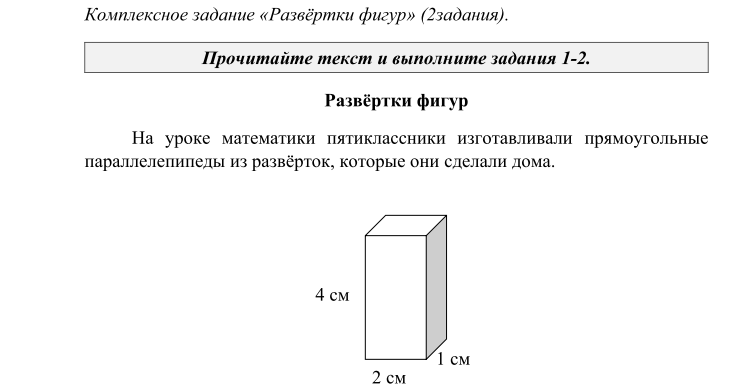 Комплексное задание «Развёртки фигур» (2задания).
Прочитайте текст и выполните задания 1-2.
Развёртки фигур
На уроке математики пятиклассники изготавливали прямоугольные
параллелепипеды из развёрток, которые они сделали дома.
4 см
1 см
2 см